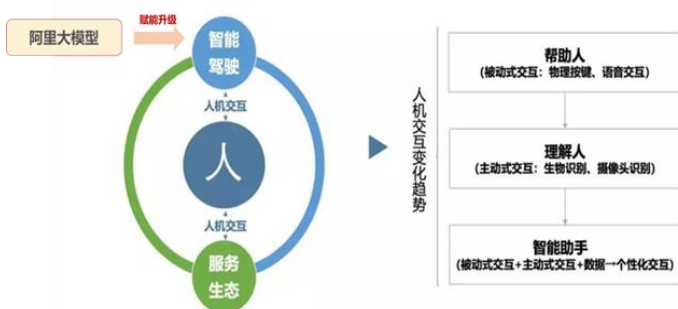 阿里大模型
赋能升级
智能
驾驶
人机交互
人
人机交互
服务
生态
人机交互变化趋势
帮助人
(被动式交互：物理按键、语音交互)
理解人
(主动式交互：生物识别、摄像头识别)
智能助手
(被动式交互+主动式交互+数据→个性化交互)